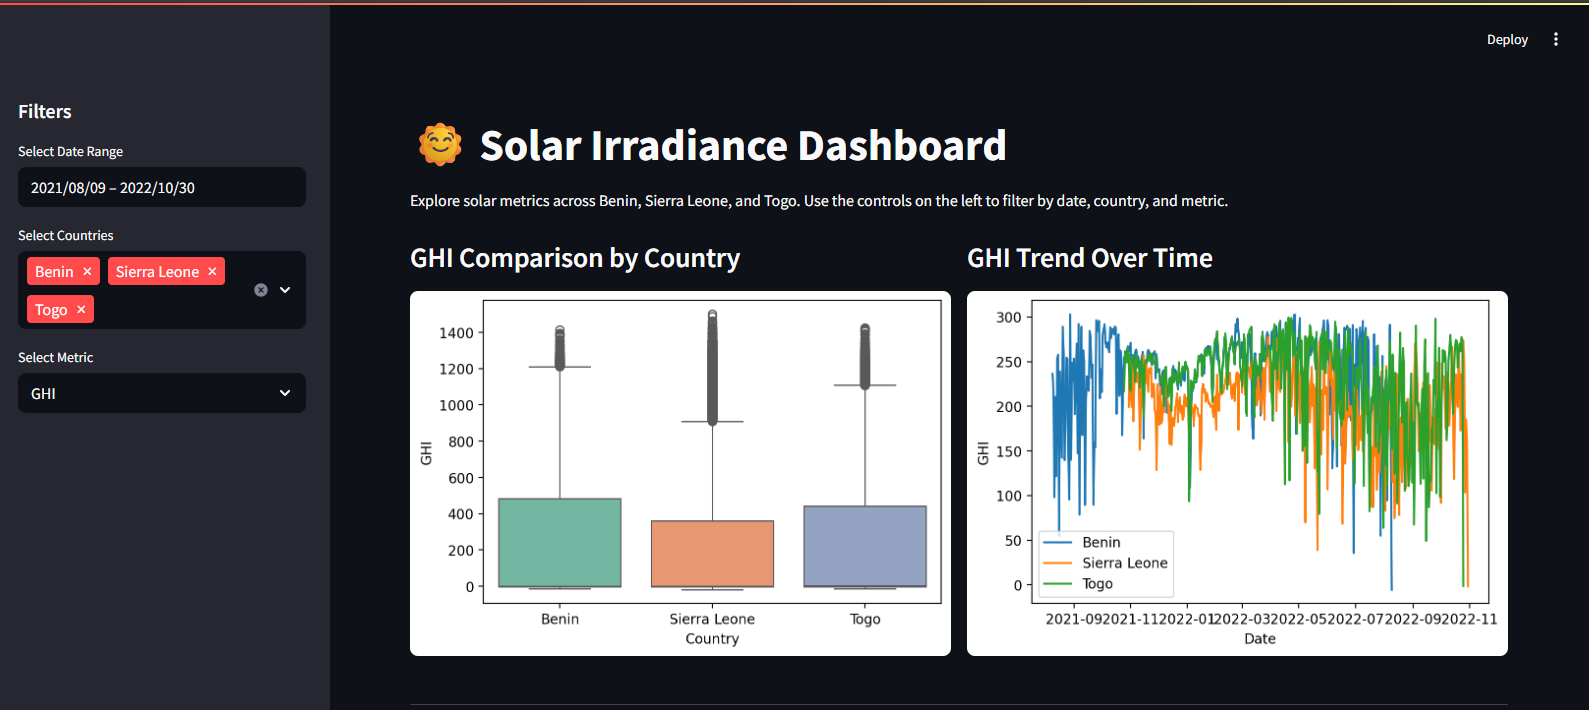 Deploy
Filters
Select Date Range
2021/08/09 – 2022/10/30
Select Countries
Benin ×
Sierra Leone ×
Togo ×
Select Metric
GHI
Solar Irradiance Dashboard
Explore solar metrics across Benin, Sierra Leone, and Togo. Use the controls on the left to filter by date, country, and metric.
GHI Comparison by Country
1400
1200
1000
800
600
400
200
0
GHI
Benin
Sierra Leone
Togo
Country
GHI Trend Over Time
300
250
200
150
100
50
0
GHI
Benin
Sierra Leone
Togo
2021-09 2021-11 2022-01 2022-03 2022-05 2022-07 2022-09 2022-11
Date